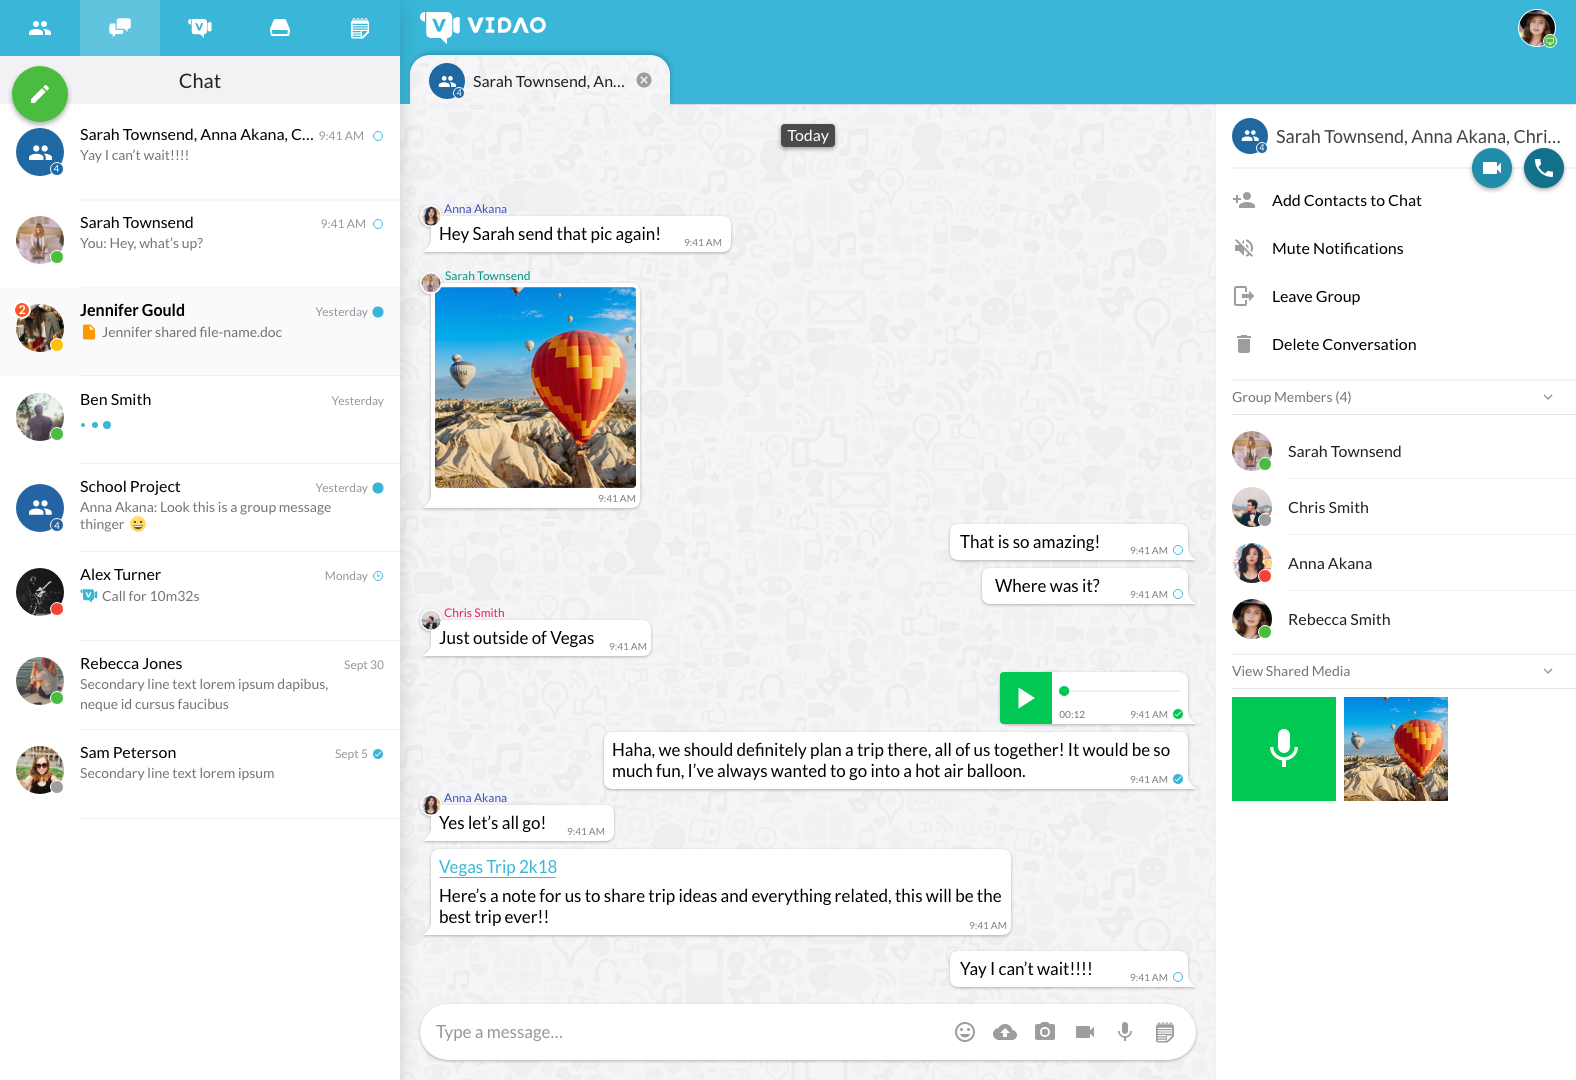 VIDAO
Chat
Sarah Townsend, An...
4
Today
Sarah Townsend, Anna Akana, C... 9:41 AM
Yay I can't wait!!!!
4
Sarah Townsend 9:41 AM
You: Hey, what's up?
2
Jennifer Gould Yesterday
Jennifer shared file-name.doc
Ben Smith Yesterday
School Project Yesterday
Anna Akana: Look this is a group message
thinger 😀
4
Alex Turner Monday
Call for 10m32s
Rebecca Jones Sept 30
Secondary line text lorem ipsum dapibus,
neque id cursus faucibus
Sam Peterson Sept 5
Secondary line text lorem ipsum
Anna Akana
Hey Sarah send that pic again! 9:41 AM
Sarah Townsend
9:41 AM
That is so amazing! 9:41 AM
Where was it? 9:41 AM
Chris Smith
Just outside of Vegas 9:41 AM
00:12 9:41 AM
Haha, we should definitely plan a trip there, all of us together! It would be so
much fun, I've always wanted to go into a hot air balloon. 9:41 AM
Anna Akana
Yes let's all go! 9:41 AM
Vegas Trip 2k18
Here's a note for us to share trip ideas and everything related, this will be the
best trip ever!! 9:41 AM
Yay I can't wait!!!! 9:41 AM
Type a message...
Sarah Townsend, Anna Akana, Chri...
4
Add Contacts to Chat
Mute Notifications
Leave Group
Delete Conversation
Group Members (4)
Sarah Townsend
Chris Smith
Anna Akana
Rebecca Smith
View Shared Media